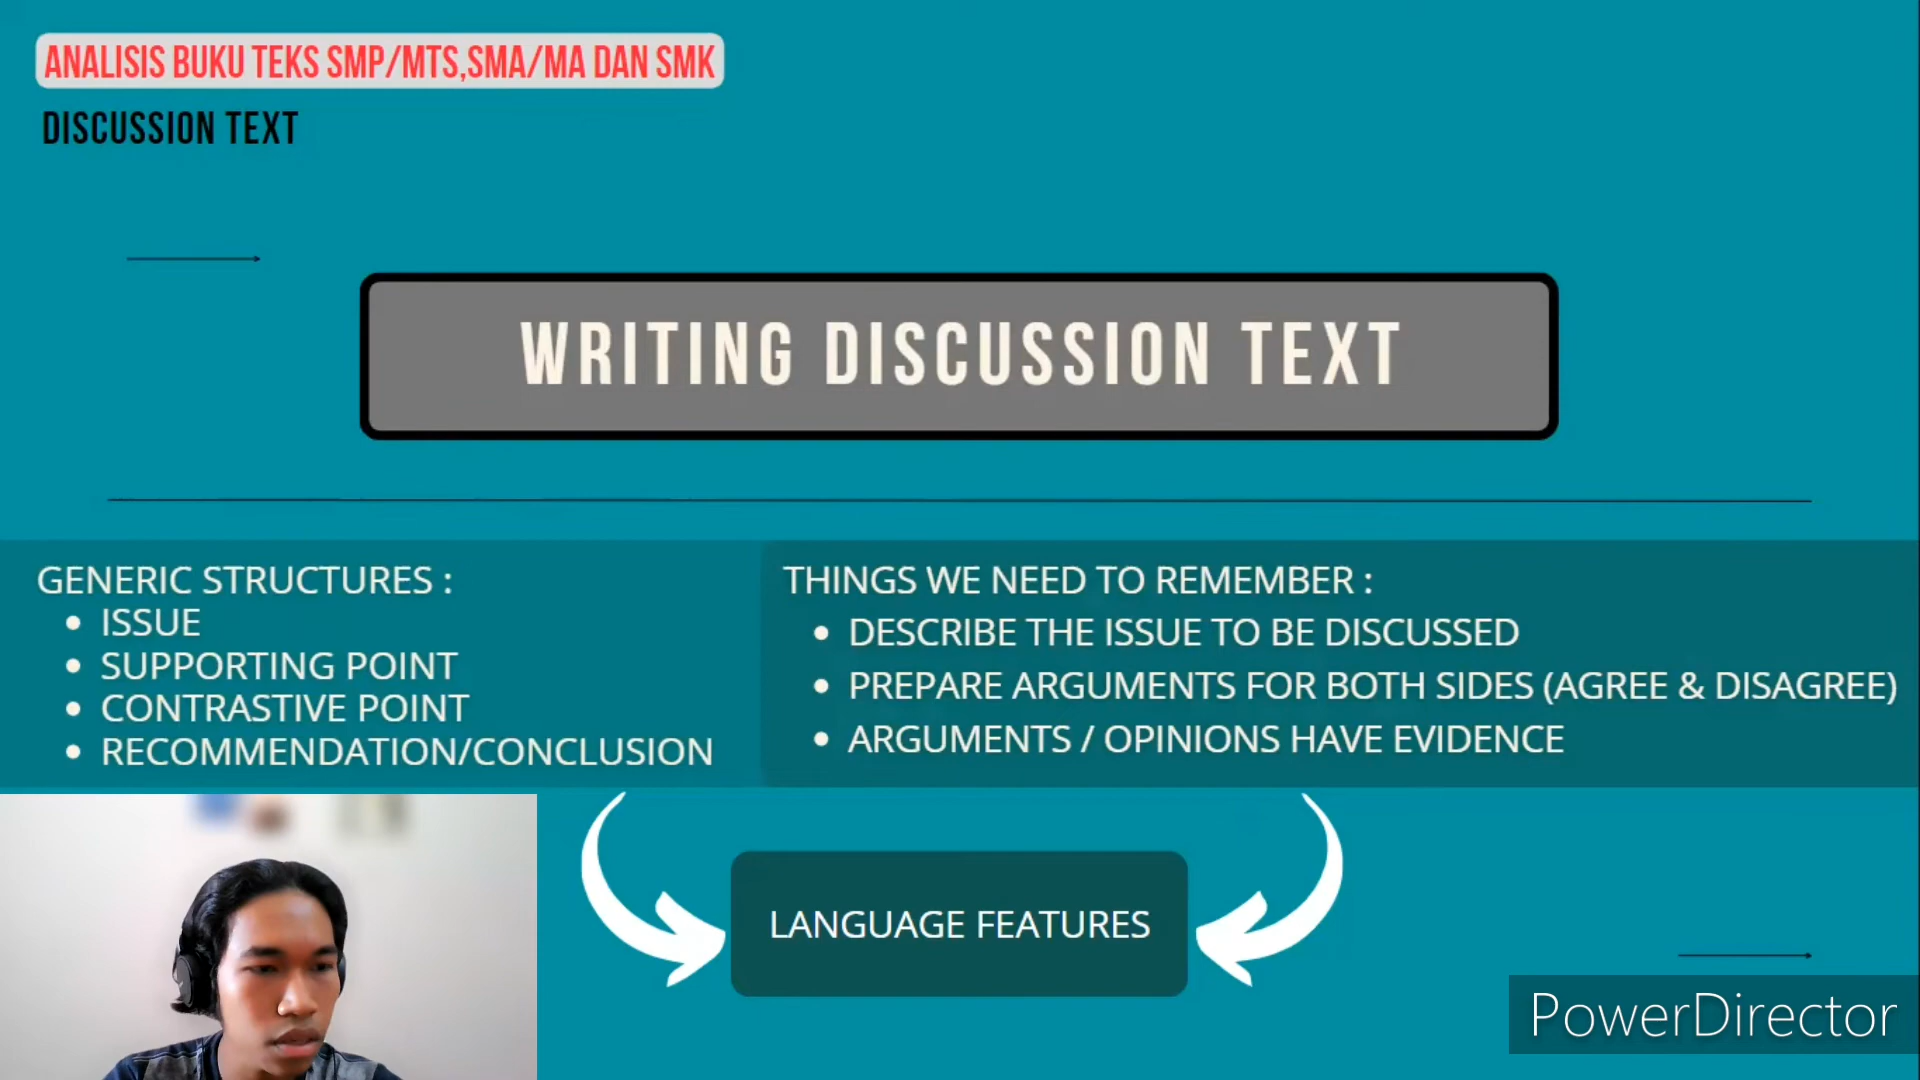 ANALISIS BUKU TEKS SMP/MTS,SMA/MA DAN SMK
DISCUSSION TEXT
WRITING DISCUSSION TEXT
GENERIC STRUCTURES :
• ISSUE
• SUPPORTING POINT
• CONTRASTIVE POINT
• RECOMMENDATION/CONCLUSION
THINGS WE NEED TO REMEMBER :
• DESCRIBE THE ISSUE TO BE DISCUSSED
• PREPARE ARGUMENTS FOR BOTH SIDES (AGREE & DISAGREE)
• ARGUMENTS / OPINIONS HAVE EVIDENCE
LANGUAGE FEATURES
PowerDirector